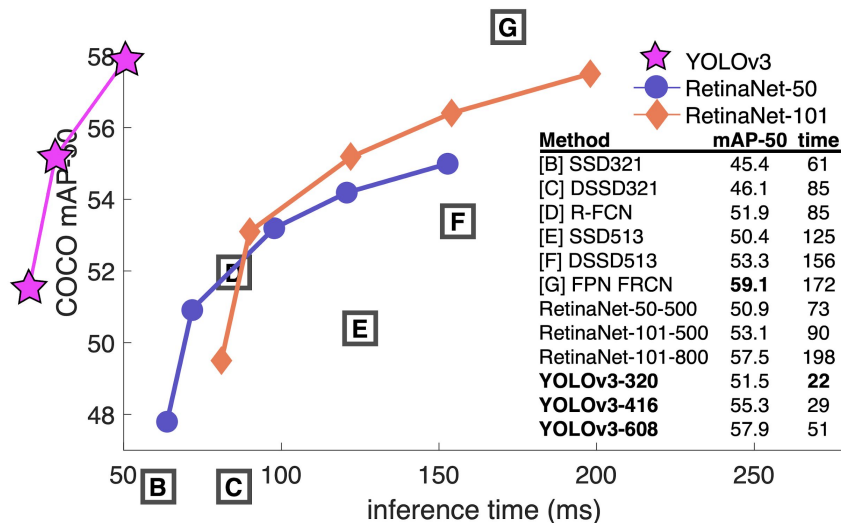 G
58
YOLOv3
RetinaNet-50
RetinaNet-101
56
Method mAP-50 time
[B] SSD321 45.4 61
[C] DSSD321 46.1 85
[D] R-FCN 51.9 85
[E] SSD513 50.4 125
[F] DSSD513 53.3 156
[G] FPN FRCN 59.1 172
RetinaNet-50-500 50.9 73
RetinaNet-101-500 53.1 90
RetinaNet-101-800 57.5 198
YOLOv3-320 51.5 22
YOLOv3-416 55.3 29
YOLOv3-608 57.9 51
COCO mAP-50
54
F
52
D
E
50
48
50 100 150 200 250
B
C
inference time (ms)